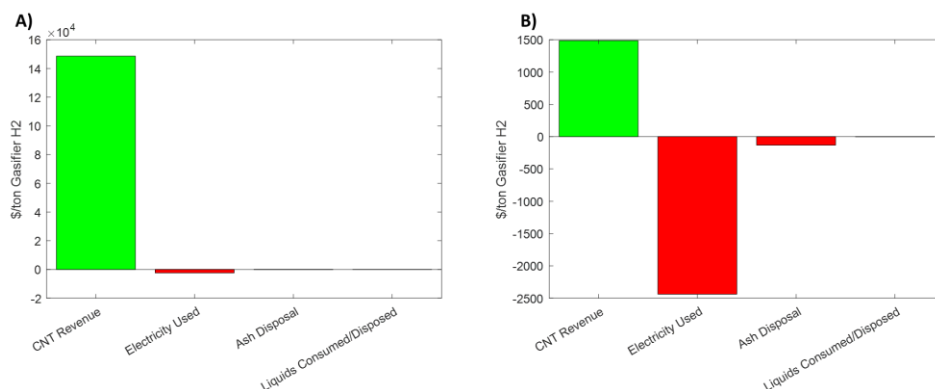 A)
×10⁴
16
14
12
10
8
6
4
2
0
-2
$/ton Gasifier H2
CNT Revenue
Electricity Used
Ash Disposal
Liquids Consumed/Disposed
B)
1500
1000
500
0
-500
-1000
-1500
-2000
-2500
$/ton Gasifier H2
CNT Revenue
Electricity Used
Ash Disposal
Liquids Consumed/Disposed